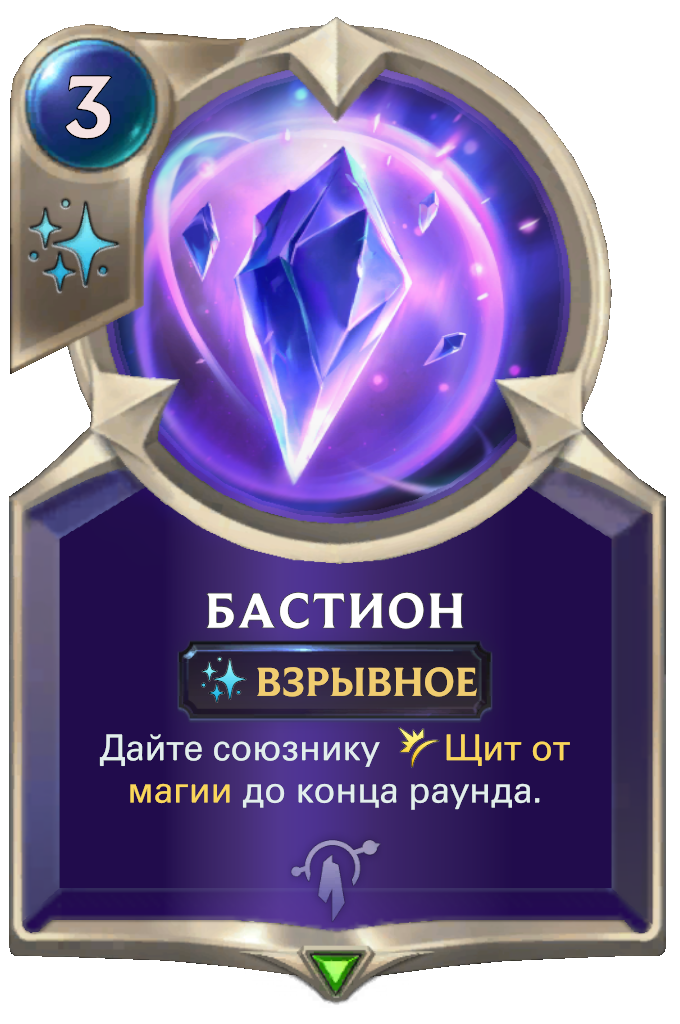 3
БАСТИОН
ВЗРЫВНОЕ
Дайте союзнику Щит от
магии до конца раунда.